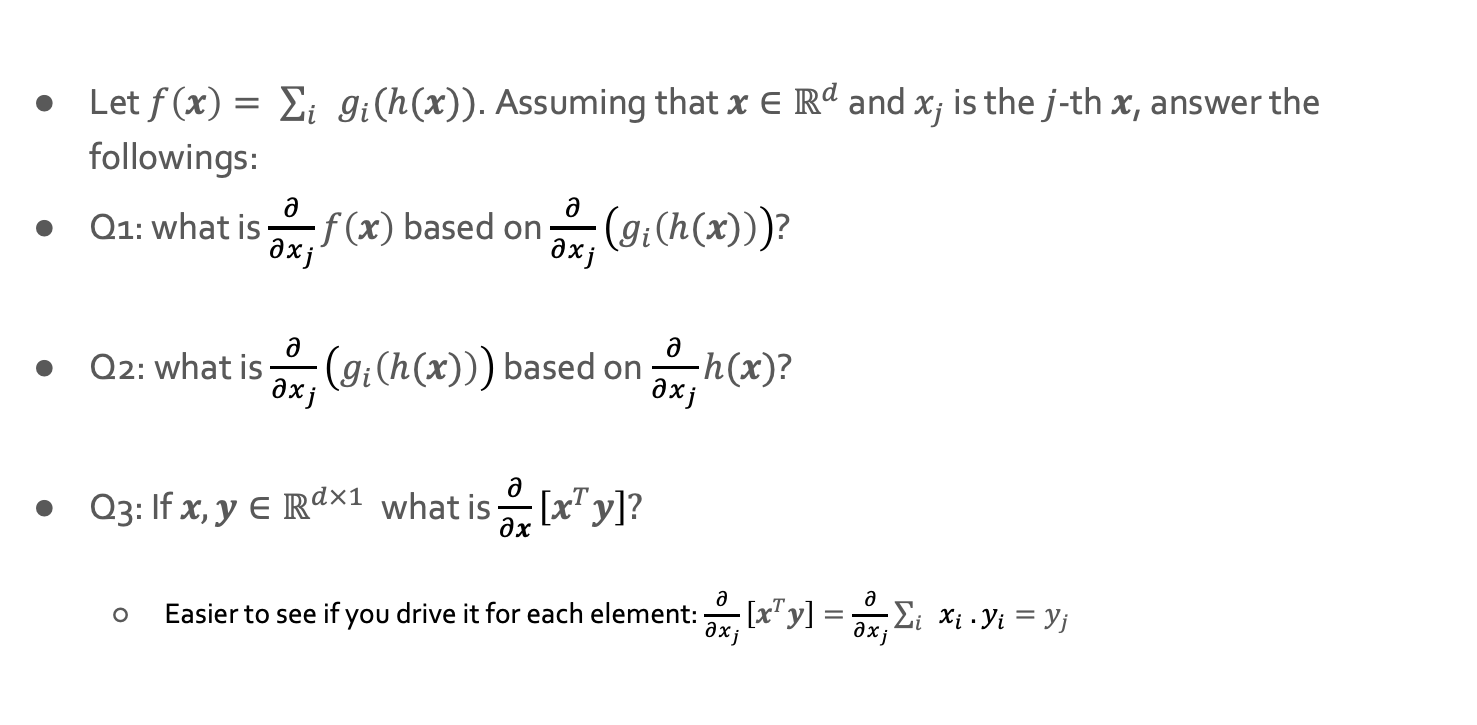 ● Let f(x) = ∑ᵢ gᵢ(h(x)). Assuming that x ∈ ℝᵈ and xⱼ is the j-th x, answer the
followings:
● Q1: what is ∂/∂xⱼ f(x) based on ∂/∂xⱼ (gᵢ(h(x)))?
● Q2: what is ∂/∂xⱼ (gᵢ(h(x))) based on ∂/∂xⱼ h(x)?
● Q3: If x, y ∈ ℝᵈˣ¹ what is ∂/∂x [xᵀy]?
○ Easier to see if you drive it for each element: ∂/∂xⱼ [xᵀy] = ∂/∂xⱼ ∑ᵢ xᵢ . yᵢ = yⱼ